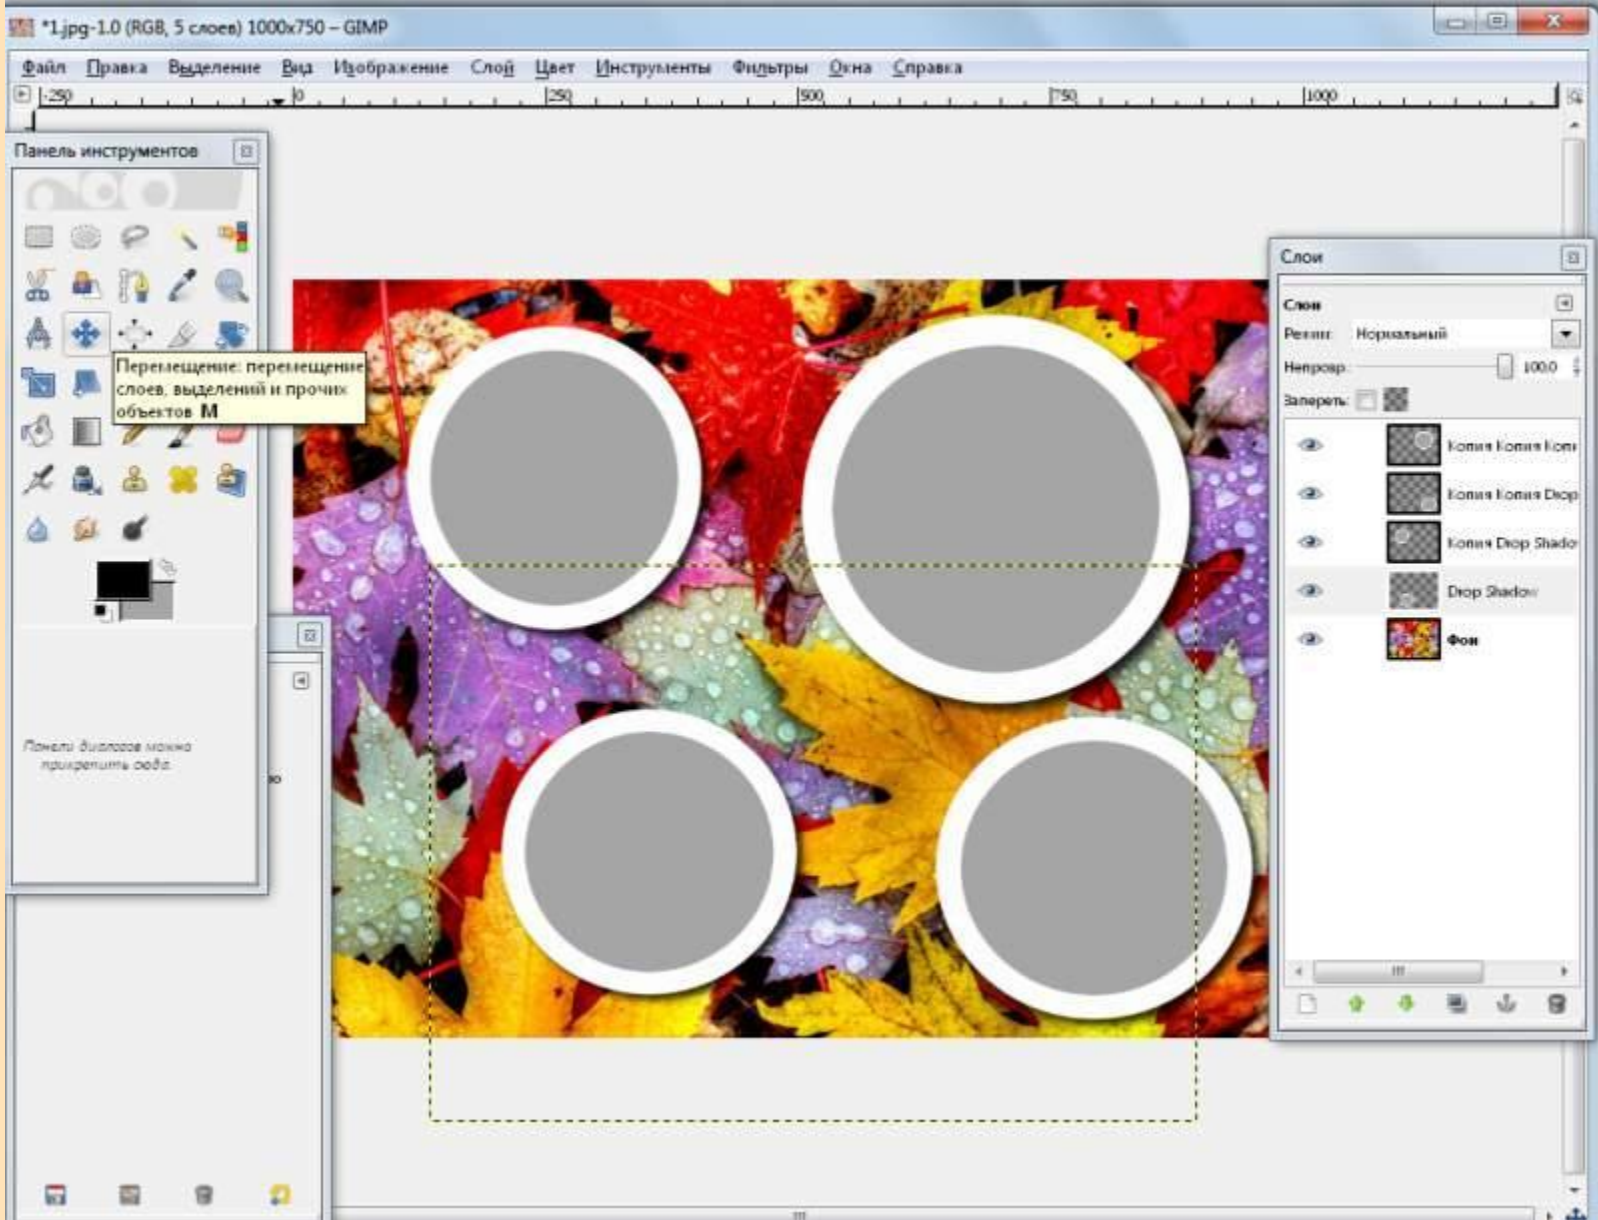 *1.jpg-1.0 (RGB, 5 слоев) 1000x750 – GIMP
Файл Правка Выделение Вид Изображение Слой Цвет Инструменты Фильтры Окна Справка
-250 0 250 500 750 1000
Панель инструментов
Перемещение: перемещение
слоев, выделений и прочих
объектов M
Панели диалогов можно
прикрепить сюда.
ю
Слои
Слои
Режим: Нормальный
Непрозр.: 100,0
Запереть:
Копия Копия Копи
Копия Копия Drop
Копия Drop Shado
Drop Shadow
Фон